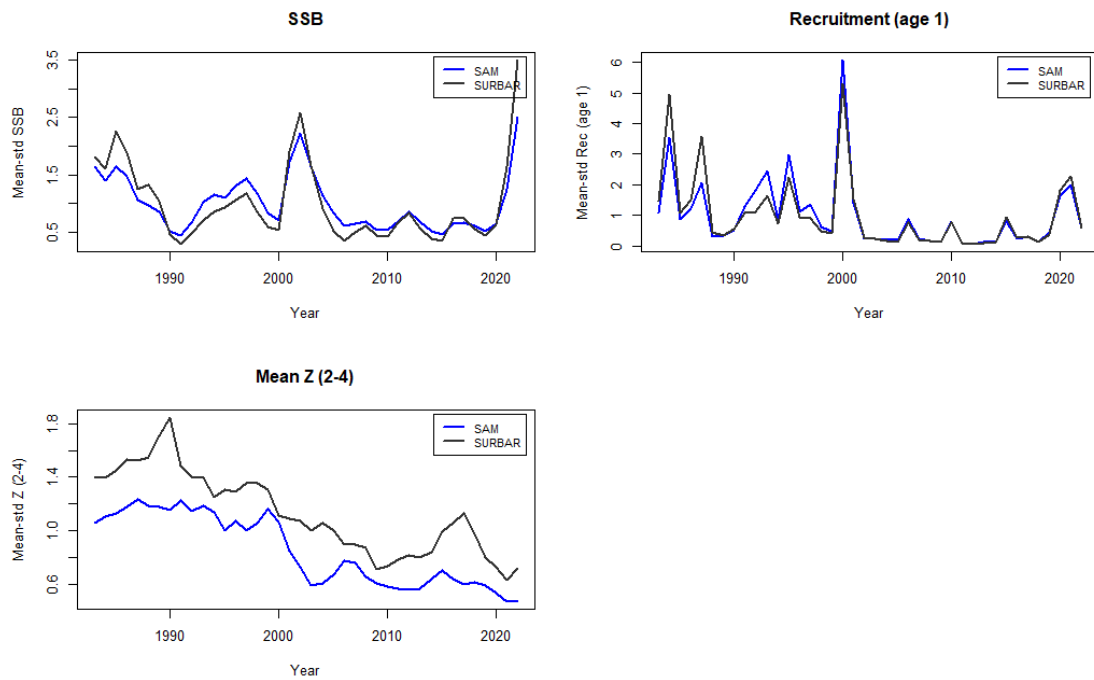 SSB
Mean-std SSB
3.5
2.5
1.5
0.5
SAM
SURBAR
1990
2000
2010
2020
Year
Recruitment (age 1)
Mean-std Rec (age 1)
6
5
4
3
2
1
0
SAM
SURBAR
1990
2000
2010
2020
Year
Mean Z (2-4)
Mean-std Z (2-4)
1.8
1.4
1.0
0.6
SAM
SURBAR
1990
2000
2010
2020
Year